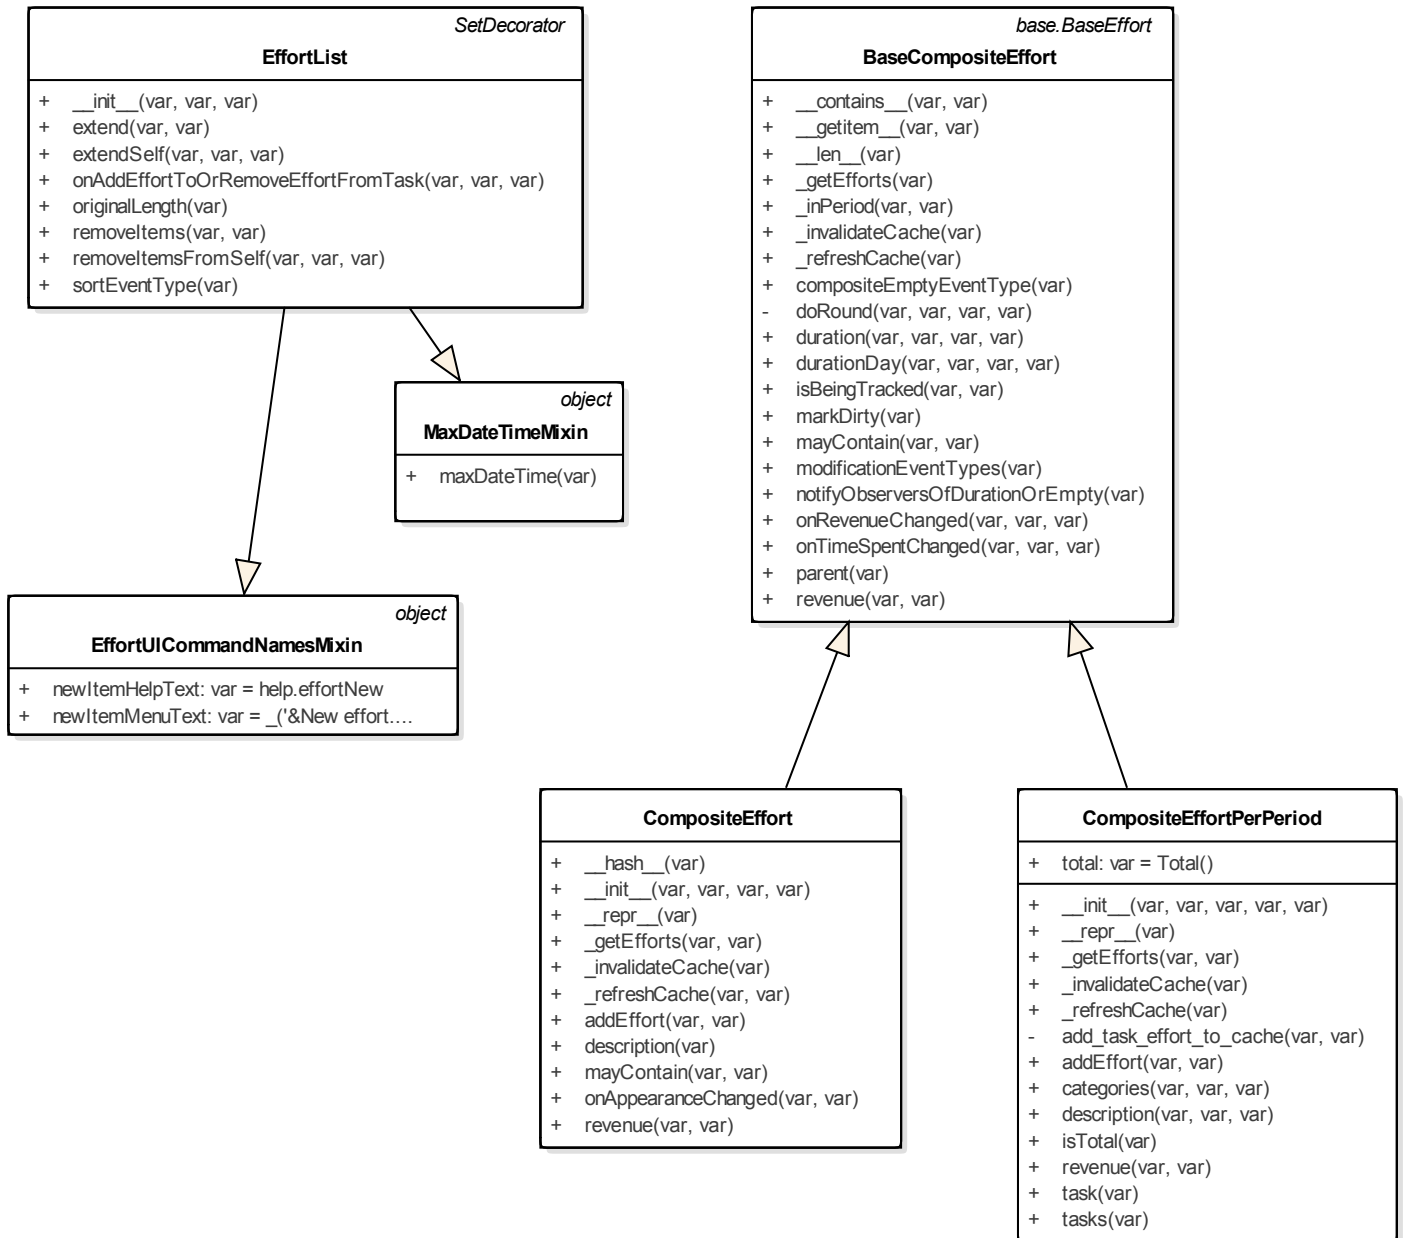 SetDecorator
EffortList
+ __init__(var, var, var)
+ extend(var, var)
+ extendSelf(var, var, var)
+ onAddEffortToOrRemoveEffortFromTask(var, var, var)
+ originalLength(var)
+ removeItems(var, var)
+ removeItemsFromSelf(var, var, var)
+ sortEventType(var)
object
MaxDateTimeMixin
+ maxDateTime(var)
object
EffortUICommandNamesMixin
+ newItemHelpText: var = help.effortNew
+ newItemMenuText: var = _('&New effort....
base.BaseEffort
BaseCompositeEffort
+ __contains__(var, var)
+ __getitem__(var, var)
+ __len__(var)
+ _getEfforts(var)
+ _inPeriod(var, var)
+ _invalidateCache(var)
+ _refreshCache(var)
+ compositeEmptyEventType(var)
- doRound(var, var, var, var)
+ duration(var, var, var, var)
+ durationDay(var, var, var, var)
+ isBeingTracked(var, var)
+ markDirty(var)
+ mayContain(var, var)
+ modificationEventTypes(var)
+ notifyObserversOfDurationOrEmpty(var)
+ onRevenueChanged(var, var, var)
+ onTimeSpentChanged(var, var, var)
+ parent(var)
+ revenue(var, var)
CompositeEffort
+ __hash__(var)
+ __init__(var, var, var, var)
+ __repr__(var)
+ _getEfforts(var, var)
+ _invalidateCache(var)
+ _refreshCache(var, var)
+ addEffort(var, var)
+ description(var)
+ mayContain(var, var)
+ onAppearanceChanged(var, var)
+ revenue(var, var)
CompositeEffortPerPeriod
+ total: var = Total()
+ __init__(var, var, var, var, var)
+ __repr__(var)
+ _getEfforts(var, var)
+ _invalidateCache(var)
+ _refreshCache(var)
- add_task_effort_to_cache(var, var)
+ addEffort(var, var)
+ categories(var, var, var)
+ description(var, var, var)
+ isTotal(var)
+ revenue(var, var)
+ task(var)
+ tasks(var)